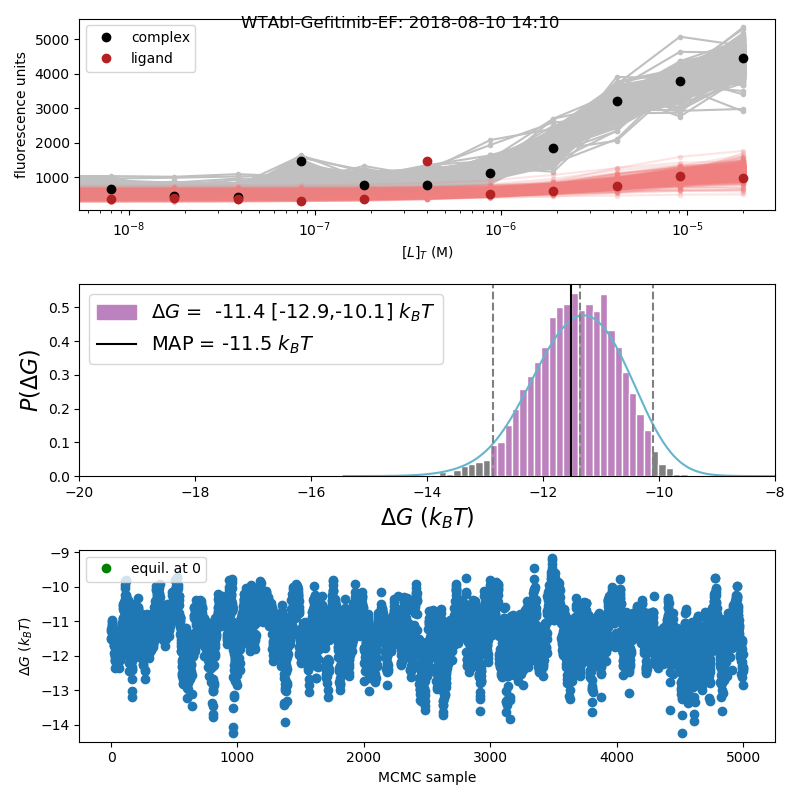 WTAbl-Gefitinib-EF: 2018-08-10 14:10
5000
4000
3000
2000
1000
fluorescence units
complex
ligand
10⁻⁸ 10⁻⁷ 10⁻⁶ 10⁻⁵
[L]_T (M)
0.5
0.4
0.3
0.2
0.1
0.0
P(ΔG)
ΔG = -11.4 [-12.9,-10.1] k_BT
MAP = -11.5 k_BT
−20 −18 −16 −14 −12 −10 −8
ΔG (k_BT)
−9
−10
−11
−12
−13
−14
ΔG (k_BT)
equil. at 0
0 1000 2000 3000 4000 5000
MCMC sample